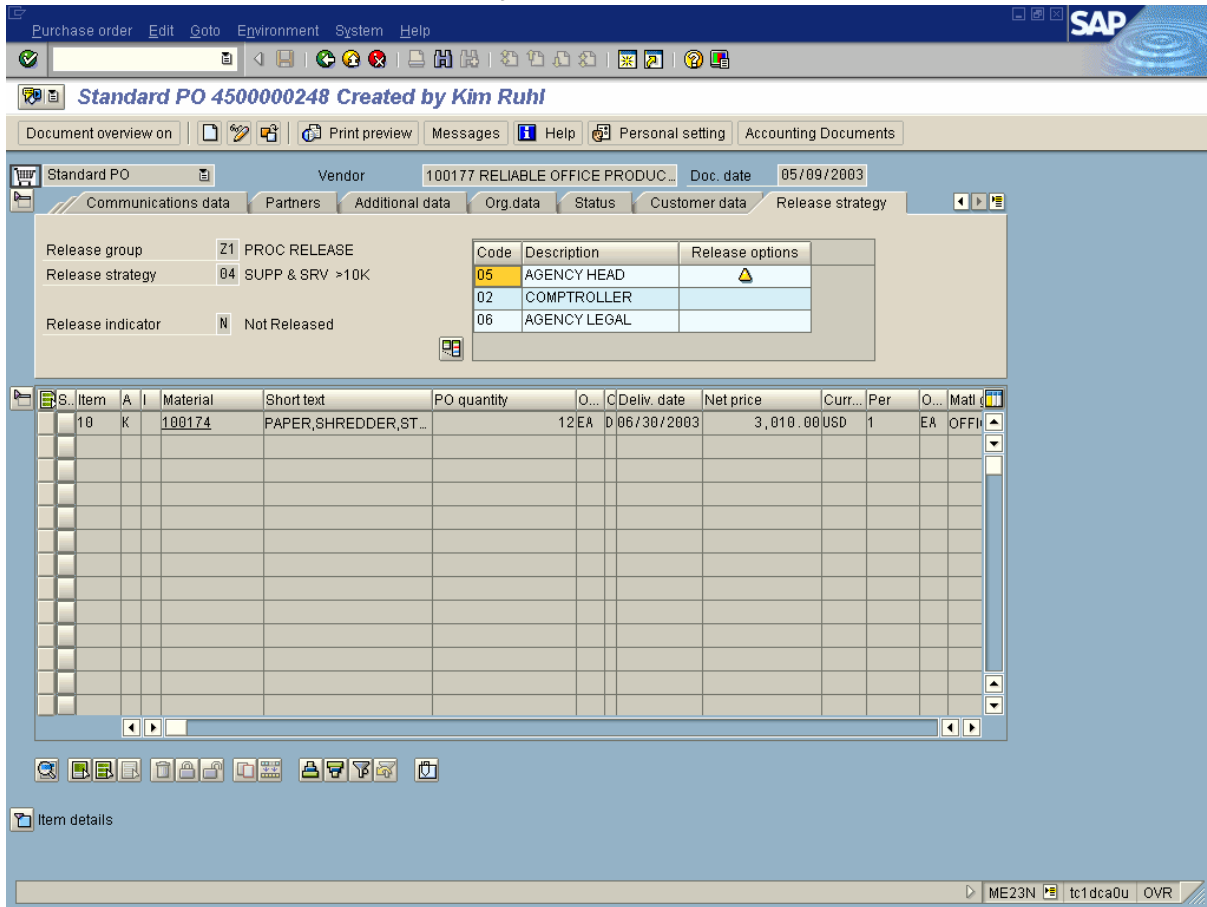 Purchase order Edit Goto Environment System Help
SAP
Standard PO 4500000248 Created by Kim Ruhl
Document overview on Print preview Messages Help Personal setting Accounting Documents
Standard PO Vendor 100177 RELIABLE OFFICE PRODUC... Doc. date 05/09/2003
Communications data Partners Additional data Org.data Status Customer data Release strategy
Release group Z1 PROC RELEASE
Release strategy 04 SUPP & SRV >10K
Release indicator N Not Released
Code Description Release options
05 AGENCY HEAD
02 COMPTROLLER
06 AGENCY LEGAL
S.. Item A I Material Short text PO quantity O... C Deliv. date Net price Curr... Per O... Matl g
10 K 100174 PAPER,SHREDDER,ST... 12 EA D 06/30/2003 3,010.00 USD 1 EA OFFI
Item details
ME23N tc1dca0u OVR